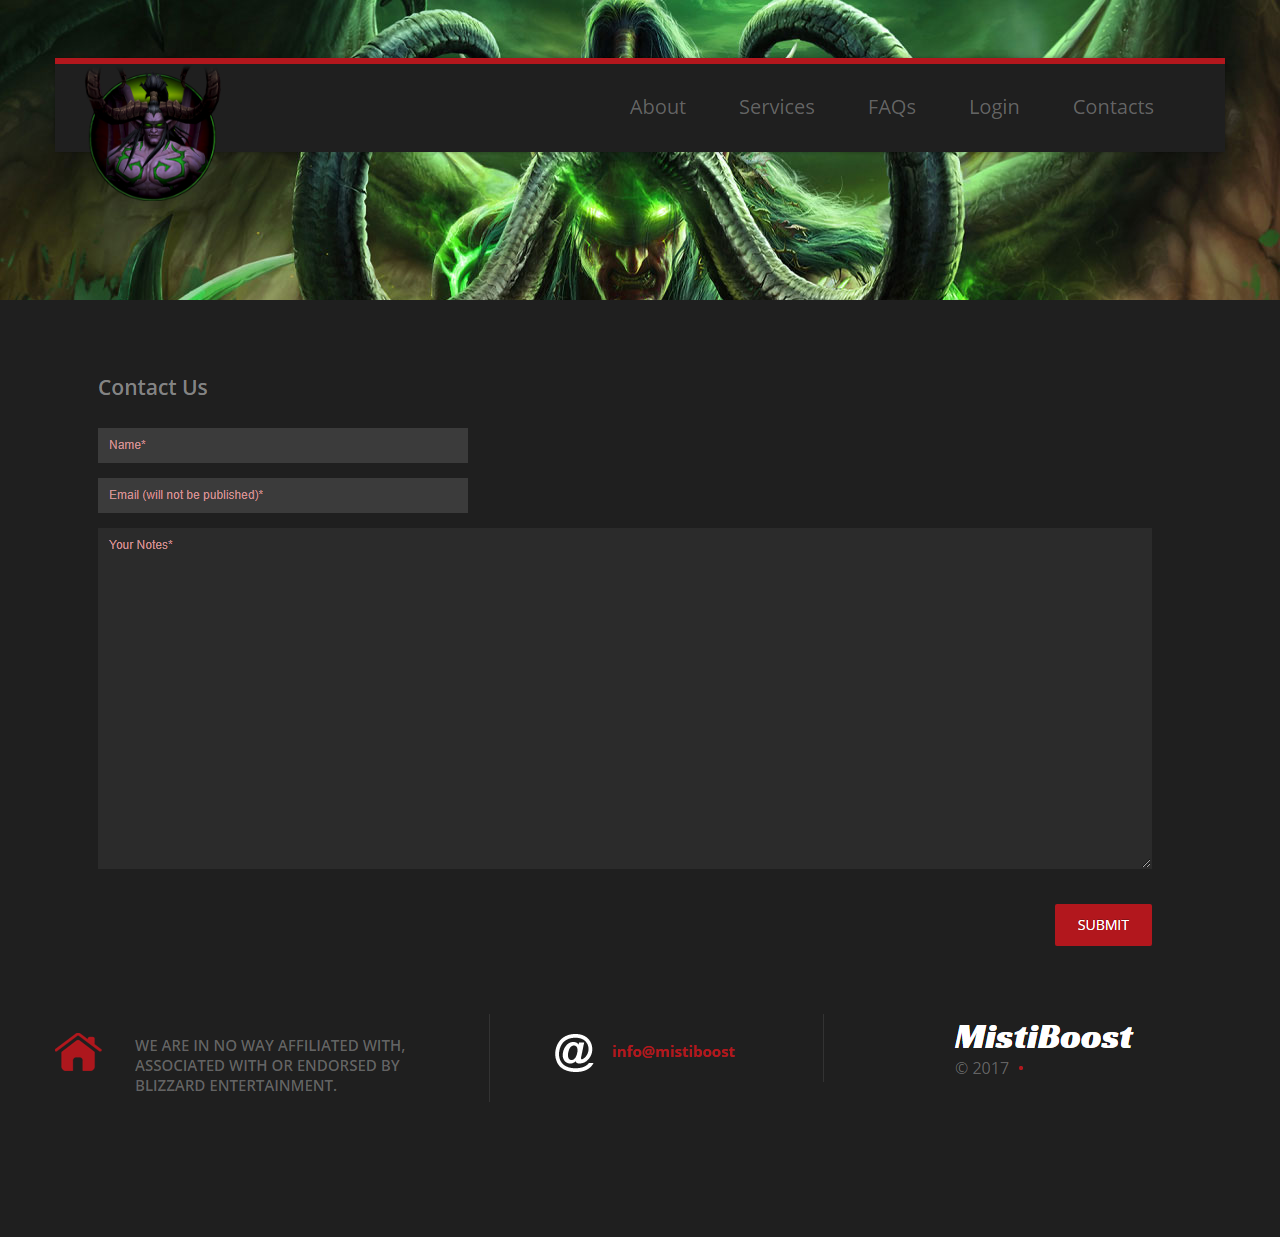 About
Services
FAQs
Login
Contacts
Contact Us
Name*
Email (will not be published)*
Your Notes*
SUBMIT
WE ARE IN NO WAY AFFILIATED WITH,
ASSOCIATED WITH OR ENDORSED BY
BLIZZARD ENTERTAINMENT.
@ info@mistiboost
MistiBoost
© 2017 •